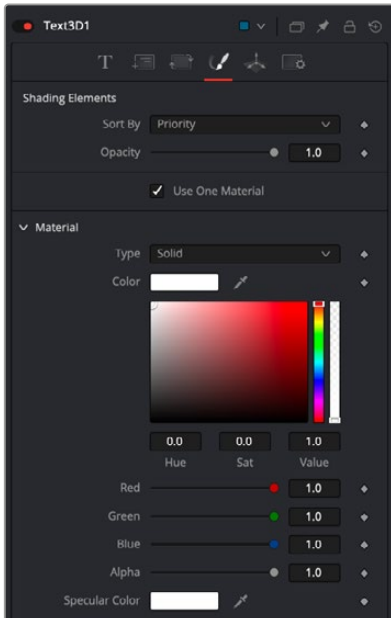 Text3D1
T
Shading Elements
Sort By Priority
Opacity 1.0
Use One Material
Material
Type Solid
Color
0.0 0.0 1.0
Hue Sat Value
Red 1.0
Green 1.0
Blue 1.0
Alpha 1.0
Specular Color